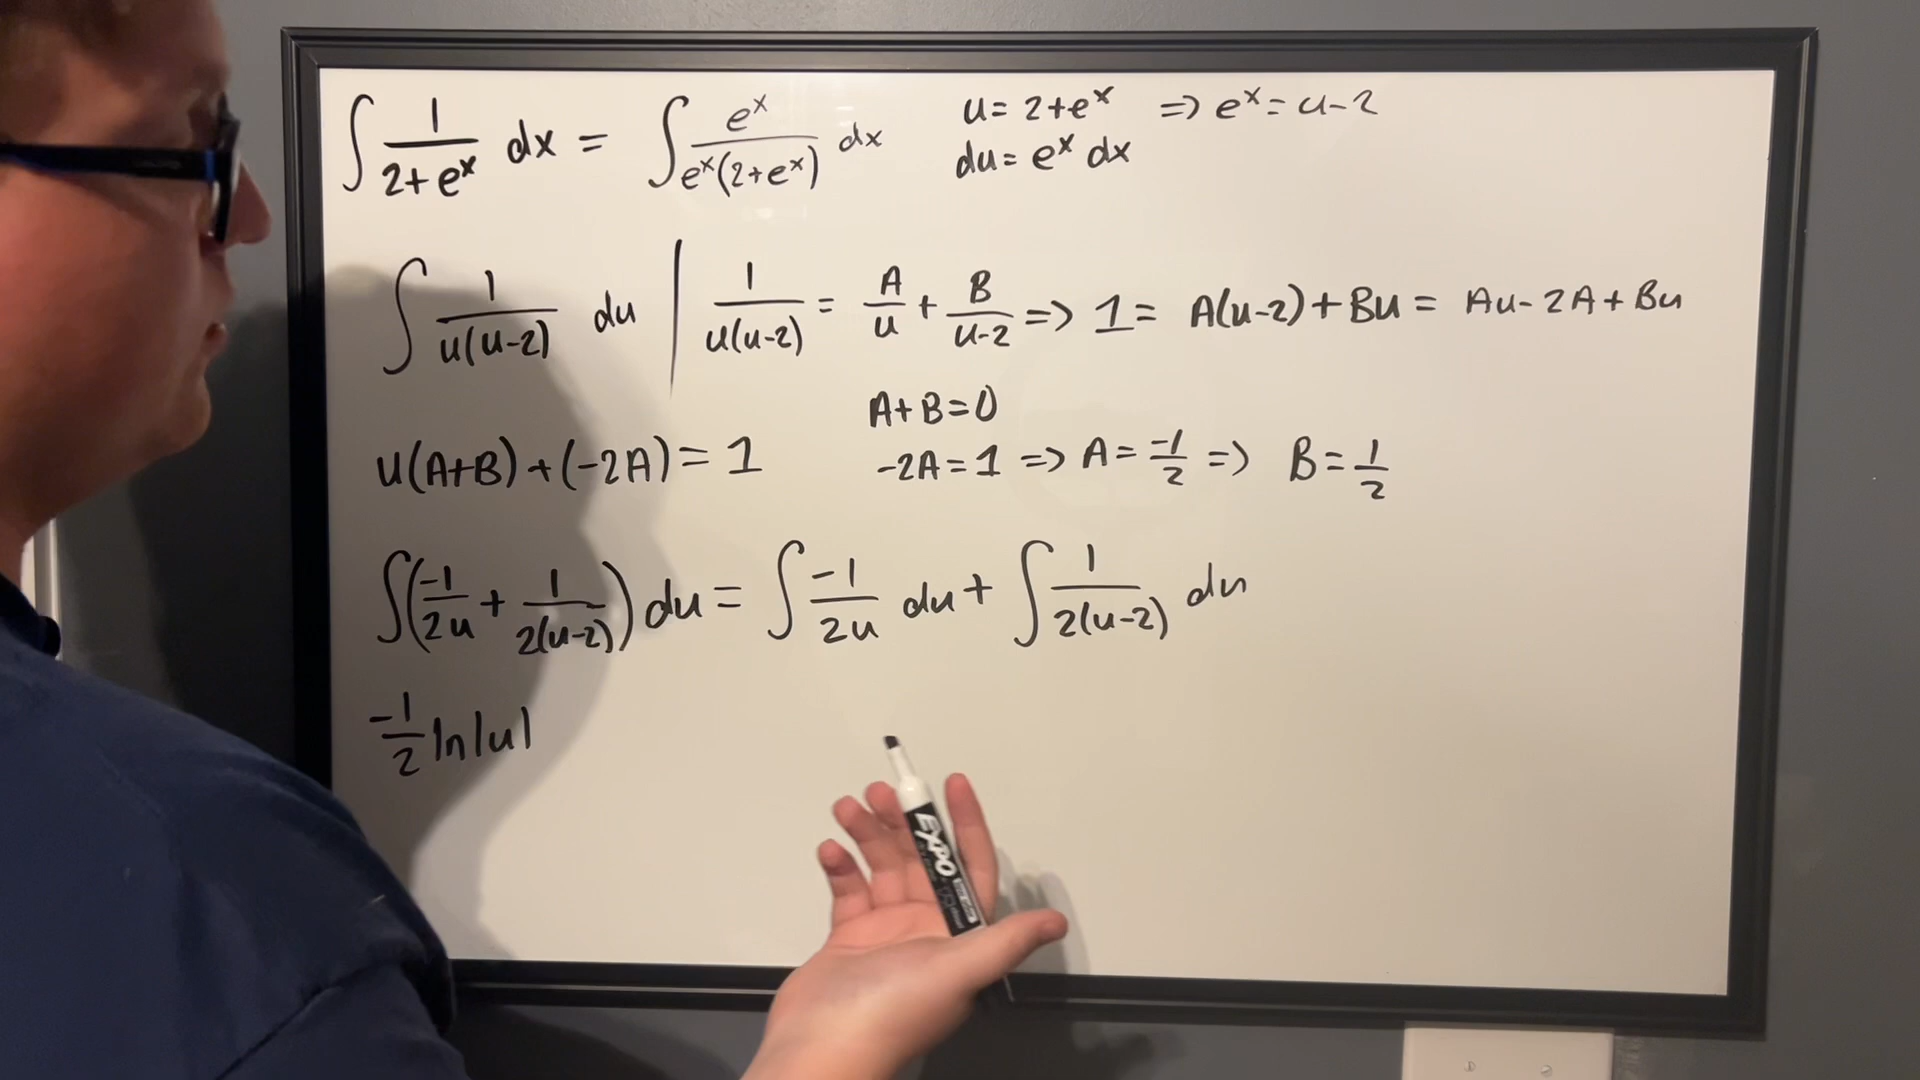 ∫ 1/(2+e^x) dx = ∫ e^x/(e^x(2+e^x)) dx   u = 2+e^x => e^x = u-2
du = e^x dx
∫ 1/(u(u-2)) du | 1/(u(u-2)) = A/u + B/(u-2) => 1 = A(u-2)+Bu = Au-2A+Bu
A+B=0
u(A+B)+(-2A)=1   -2A=1 => A=-1/2 => B=1/2
∫(-1/2u + 1/(2(u-2))) du = ∫ -1/2u du + ∫ 1/(2(u-2)) du
-1/2 ln|u|
EXPO